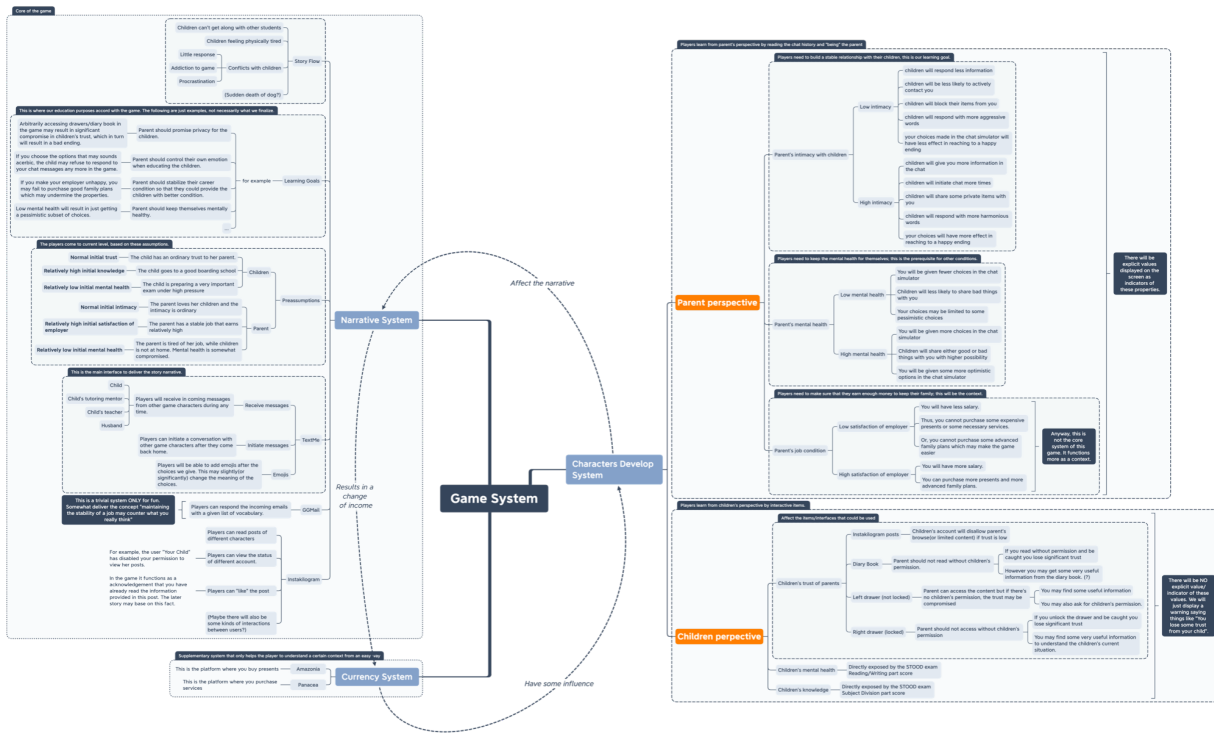 Core of the game
Children can't get along with other students
Children feeling physically tired
Little response
Addiction to game
Procrastination
Conflicts with children
(Sudden death of dog?)
Story Flow
This is where our education purposes accord with the game. The following are just examples, not necessarily what we finalize.
Arbitrarily accessing drawers/diary book in
the game may result in significant
compromise in children's trust, which in turn
will result in a bad ending.
Parent should promise privacy for the
children.
If you choose the options that may sounds
acerbic, the child may refuse to respond to
your chat messages any more in the game.
Parent should control their own emotion
when educating the children.
If you make your employer unhappy, you
may fail to purchase good family plans
which may undermine the properties.
Parent should stabilize their career
condition so that they could provide the
children with better condition.
Low mental health will result in just getting
a pessimistic subset of choices.
Parent should keep themselves mentally
healthy.
...
for example
Learning Goals
The players come to current level, based on these assumptions.
Normal initial trust
The child has an ordinary trust to her parent.
Relatively high initial knowledge
The child goes to a good boarding school
Relatively low initial mental health
The child is preparing a very important
exam under high pressure
Children
Normal initial intimacy
The parent loves her children and the
intimacy is ordinary
Relatively high initial satisfaction of
employer
The parent has a stable job that earns
relatively high
Relatively low initial mental health
The parent is tired of her job, while children
is not at home. Mental health is somewhat
compromised.
Parent
Preassumptions
Narrative System
This is the main interface to deliver the story narrative.
Child
Child's tutoring mentor
Child's teacher
Husband
Players will receive in coming messages
from other game characters during any
time.
Receive messages
Players can initiate a conversation with
other game characters after they come
back home.
Initiate messages
Players will be able to add emojis after the
choices we give. This may slightly(or
significantly) change the meaning of the
choices.
Emojis
TextMe
This is a trivial system ONLY for fun.
Somewhat deliver the concept "maintaining
the stability of a job may counter what you
really think"
Players can respond the incoming emails
with a given list of vocabulary.
GGMail
Players can read posts of
different characters
For example, the user "Your Child"
has disabled your permission to
view her posts.
Players can view the status
of different account.
In the game it functions as a
acknowledgement that you have
already read the information
provided in this post. The later
story may base on this fact.
Players can "like" the post
(Maybe there will also be
some kinds of interactions
between users?)
Instakilogram
Supplementary system that only helps the player to understand a certain context from an easy way
This is the platform where you buy presents
Amazonia
This is the platform where you purchase
services
Panacea
Currency System
Game System
Characters Develop
System
Affect the narrative
Results in a
change
of income
Have some influence
Players learn from parent's perspective by reading the chat history and "being" the parent
Players need to build a stable relationship with their children, this is our learning goal.
children will respond less information
children will be less likely to actively
contact you
children will block their items from you
children will respond with more aggressive
words
your choices made in the chat simulator will
have less effect in reaching to a happy
ending
Low intimacy
Parent's intimacy with children
children will give you more information in
the chat
children will initiate chat more times
children will share some private items with
you
children will respond with more harmonious
words
your choices will have more effect in
reaching to a happy ending
High intimacy
Players need to keep the mental health for themselves; this is the prerequisite for other conditions.
You will be given fewer choices in the chat
simulator
Children will less likely to share bad things
with you
Your choices may be limited to some
pessimistic choices
Low mental health
Parent's mental health
You will be given more choices in the chat
simulator
Children will share either good or bad
things with you with higher possibility
You will be given some more optimistic
options in the chat simulator
High mental health
Parent perspective
There will be
explicit values
displayed on the
screen as
indicators of
these properties.
Players need to make sure that they earn enough money to keep their family, this will be the context.
You will have less salary.
Thus, you cannot purchase some expensive
presents or some necessary services.
Or, you cannot purchase some advanced
family plans which may make the game
easier
Low satisfaction of employer
Parent's job condition
You will have more salary.
You can purchase more presents and more
advanced family plans.
High satisfaction of employer
Anyway, this is
not the core
system of this
game. It functions
more as a context.
Players learn from children's perspective by interactive items.
Affect the items/interfaces that could be used
Instakilogram posts
Children's account will disallow parent's
browse(or limited content) if trust is low
Diary Book
Parent should not read without children's
permission.
If you read without permission and be
caught you lose significant trust
However you may get some very useful
information from the diary book. (?)
Children's trust of parents
Left drawer (not locked)
Parent can access the content but if there's
no children's permission, the trust may be
compromised
You may find some useful information
You may also ask for children's permission.
Right drawer (locked)
Parent should not access without children's
permission
If you unlock the drawer and be caught you
lose significant trust
You may find some very useful information
to understand the children's current
situation.
Children perpective
Children's mental health
Directly exposed by the STOOD exam
Reading/Writing part score
Children's knowledge
Directly exposed by the STOOD exam
Subject Division part score
There will be NO
explicit value/
indicator of these
values. We will
just display a
warning saying
things like "You
lose some trust
from your child".